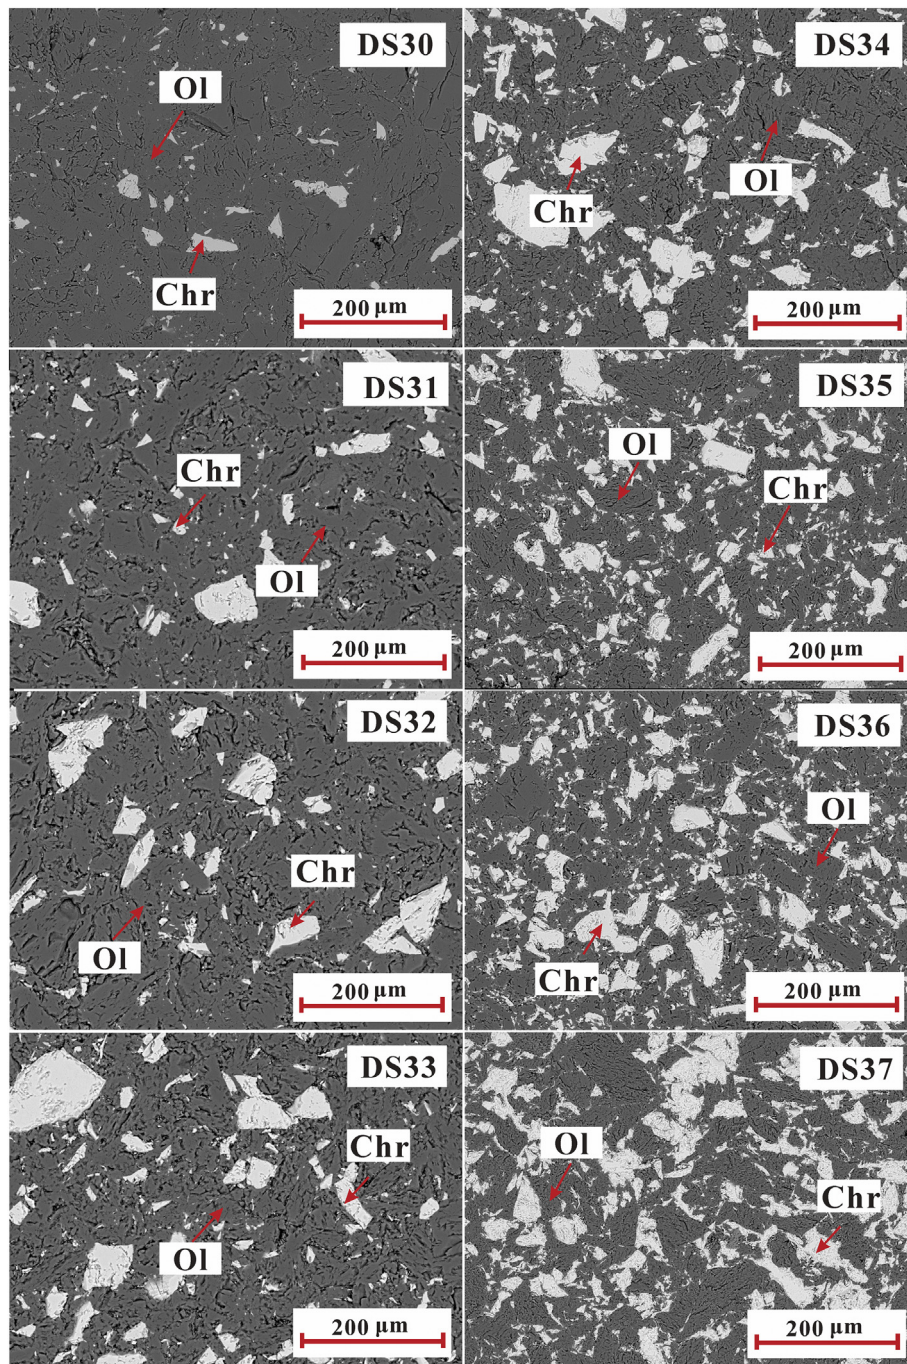 DS30
Ol
Chr
200 μm
DS34
Ol
Chr
200 μm
DS31
Chr
Ol
200 μm
DS35
Ol
Chr
200 μm
DS32
Chr
Ol
200 μm
DS36
Ol
Chr
200 μm
DS33
Chr
Ol
200 μm
DS37
Ol
Chr
200 μm